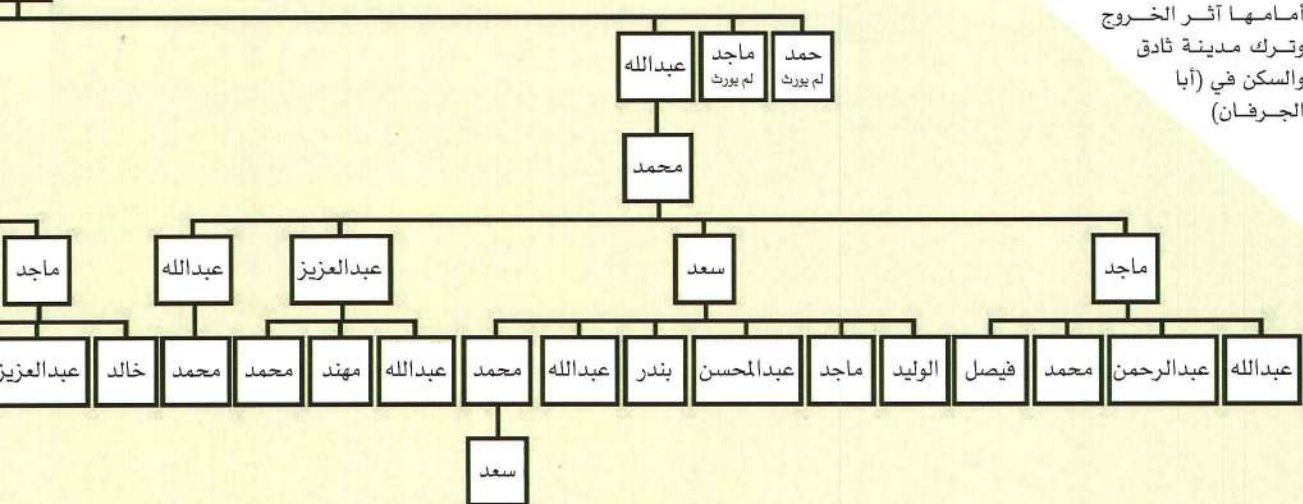 أمامها آثر الخروج
وترك مدينة ثادق
والسكن في (أبا
الجرفان)
حمد
لم يورث
ماجد
لم يورث
عبدالله
محمد
ماجد
سعد
عبدالعزيز
عبدالله
ماجد
عبدالله
عبدالرحمن
محمد
فيصل
الوليد
ماجد
عبدالمحسن
بندر
عبدالله
محمد
عبدالله
مهند
محمد
محمد
خالد
عبدالعزيز
سعد